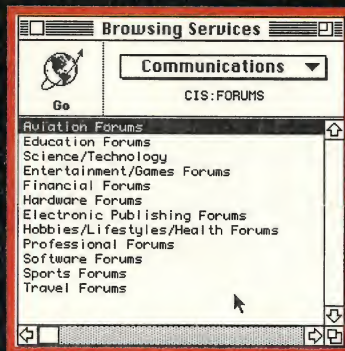 Browsing Services
Communications
CIS:FORUMS
Go
Aviation Forums
Education Forums
Science/Technology
Entertainment/Games Forums
Financial Forums
Hardware Forums
Electronic Publishing Forums
Hobbies/Lifestyles/Health Forums
Professional Forums
Software Forums
Sports Forums
Travel Forums